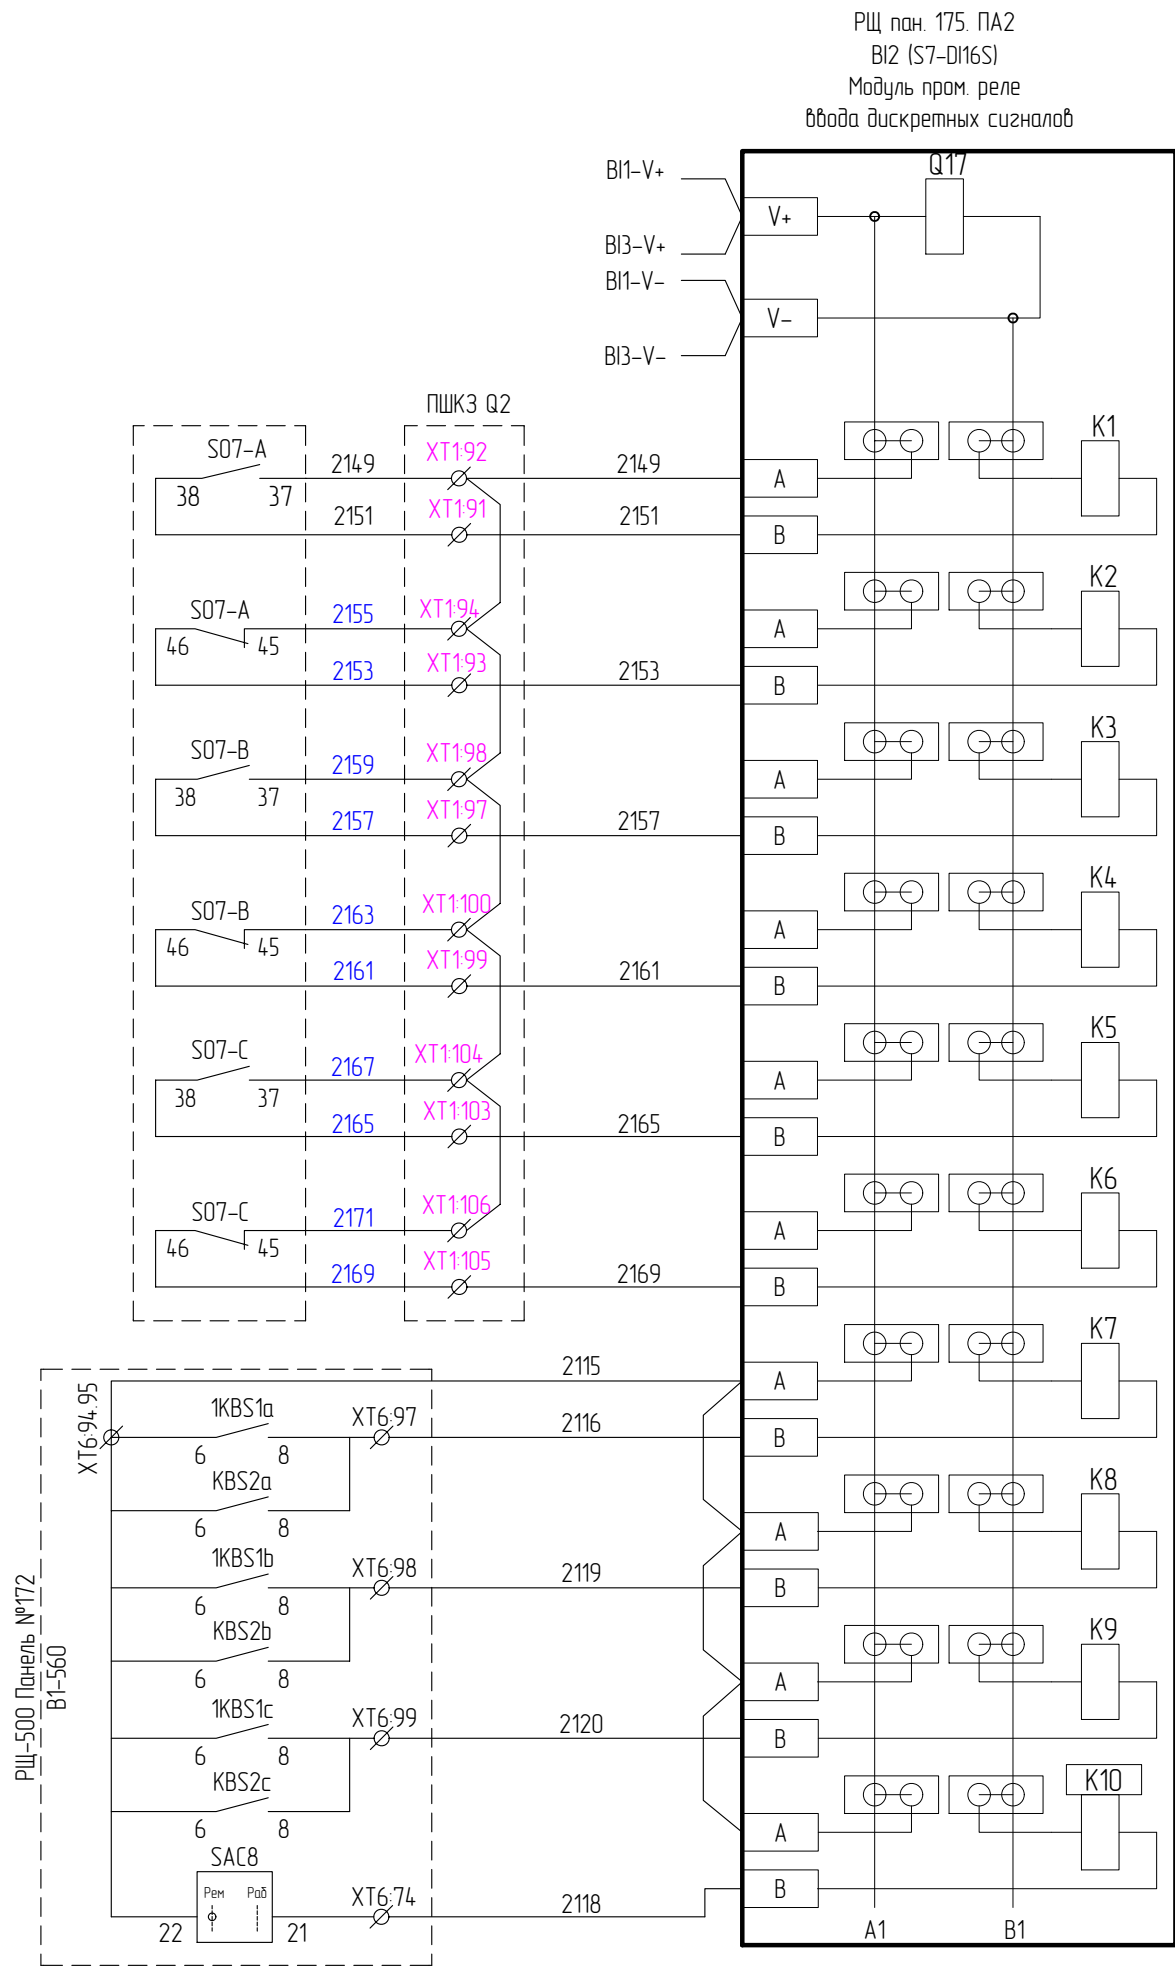 РЩ пан. 175. ПА2
BI2 (S7-DI16S)
Модуль пром. реле
ввода дискретных сигналов
BI1-V+
BI3-V+
BI1-V-
BI3-V-
V+
V-
Q17
ПШК3 Q2
S07-A
38
37
2149
XT1:92
2149
A
K1
2151
XT1:91
2151
B
S07-A
46
45
2155
XT1:94
A
K2
2153
XT1:93
2153
B
S07-B
38
37
2159
XT1:98
A
K3
2157
XT1:97
2157
B
S07-B
46
45
2163
XT1:100
A
K4
2161
XT1:99
2161
B
S07-C
38
37
2167
XT1:104
A
K5
2165
XT1:103
2165
B
S07-C
46
45
2171
XT1:106
A
K6
2169
XT1:105
2169
B
РЩ-500 Панель №172
В1-560
XT6:94.95
2115
A
K7
1KBS1a
6
8
XT6:97
2116
B
KBS2a
6
8
A
K8
1KBS1b
6
8
XT6:98
2119
B
KBS2b
6
8
A
K9
1KBS1c
6
8
XT6:99
2120
B
KBS2c
6
8
A
K10
SAC8
Рем
Раб
22
21
XT6:74
2118
B
A1
B1